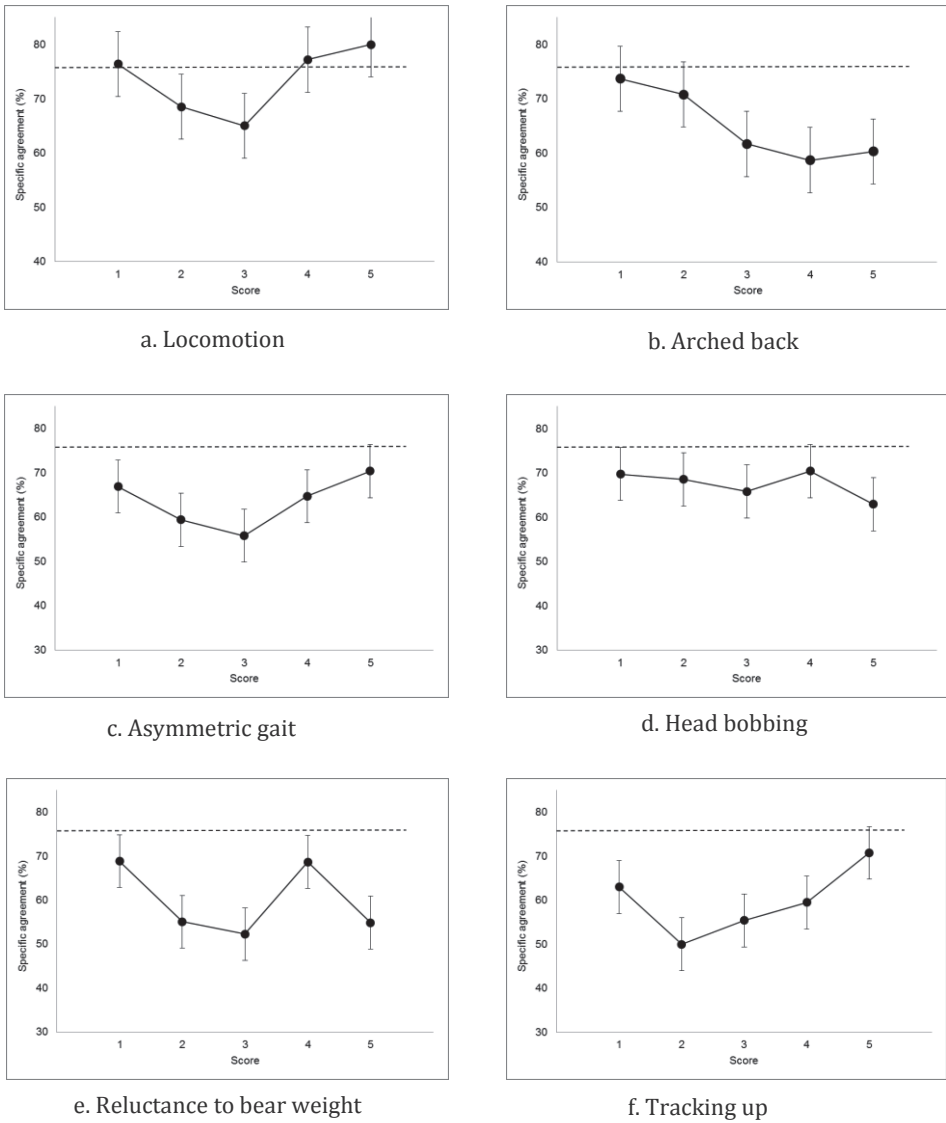 80
70
60
50
40
Specific agreement (%)
1 2 3 4 5
Score
a. Locomotion
80
70
60
50
40
Specific agreement (%)
1 2 3 4 5
Score
b. Arched back
80
70
60
50
40
30
Specific agreement (%)
1 2 3 4 5
Score
c. Asymmetric gait
80
70
60
50
40
30
Specific agreement (%)
1 2 3 4 5
Score
d. Head bobbing
80
70
60
50
40
30
Specific agreement (%)
1 2 3 4 5
Score
e. Reluctance to bear weight
80
70
60
50
40
30
Specific agreement (%)
1 2 3 4 5
Score
f. Tracking up